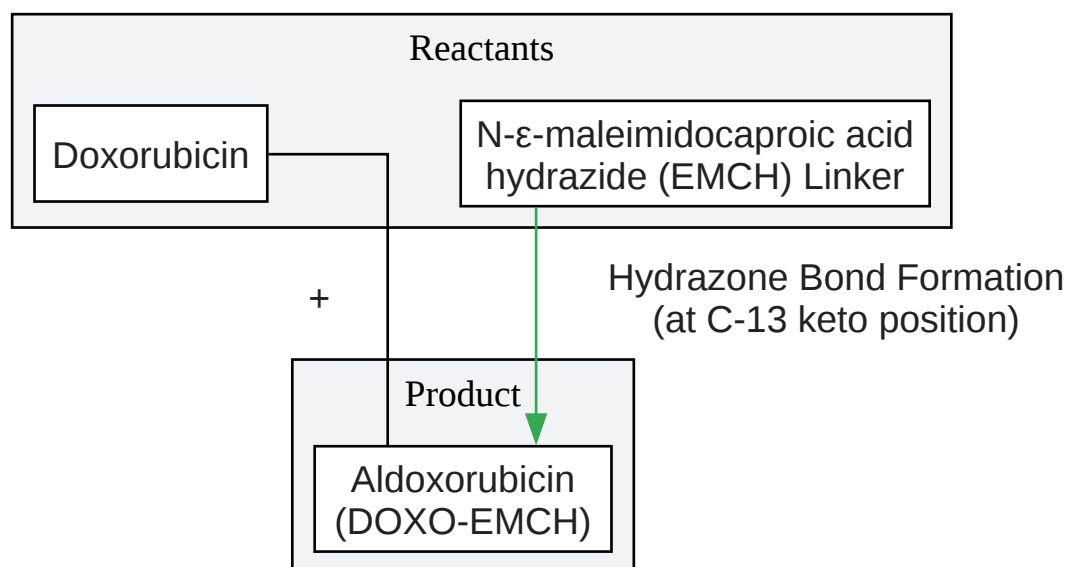 Reactants
Doxorubicin
N-ε-maleimidocaproic acid
hydrazide (EMCH) Linker
+
Hydrazone Bond Formation
(at C-13 keto position)
Product
Aldoxorubicin
(DOXO-EMCH)